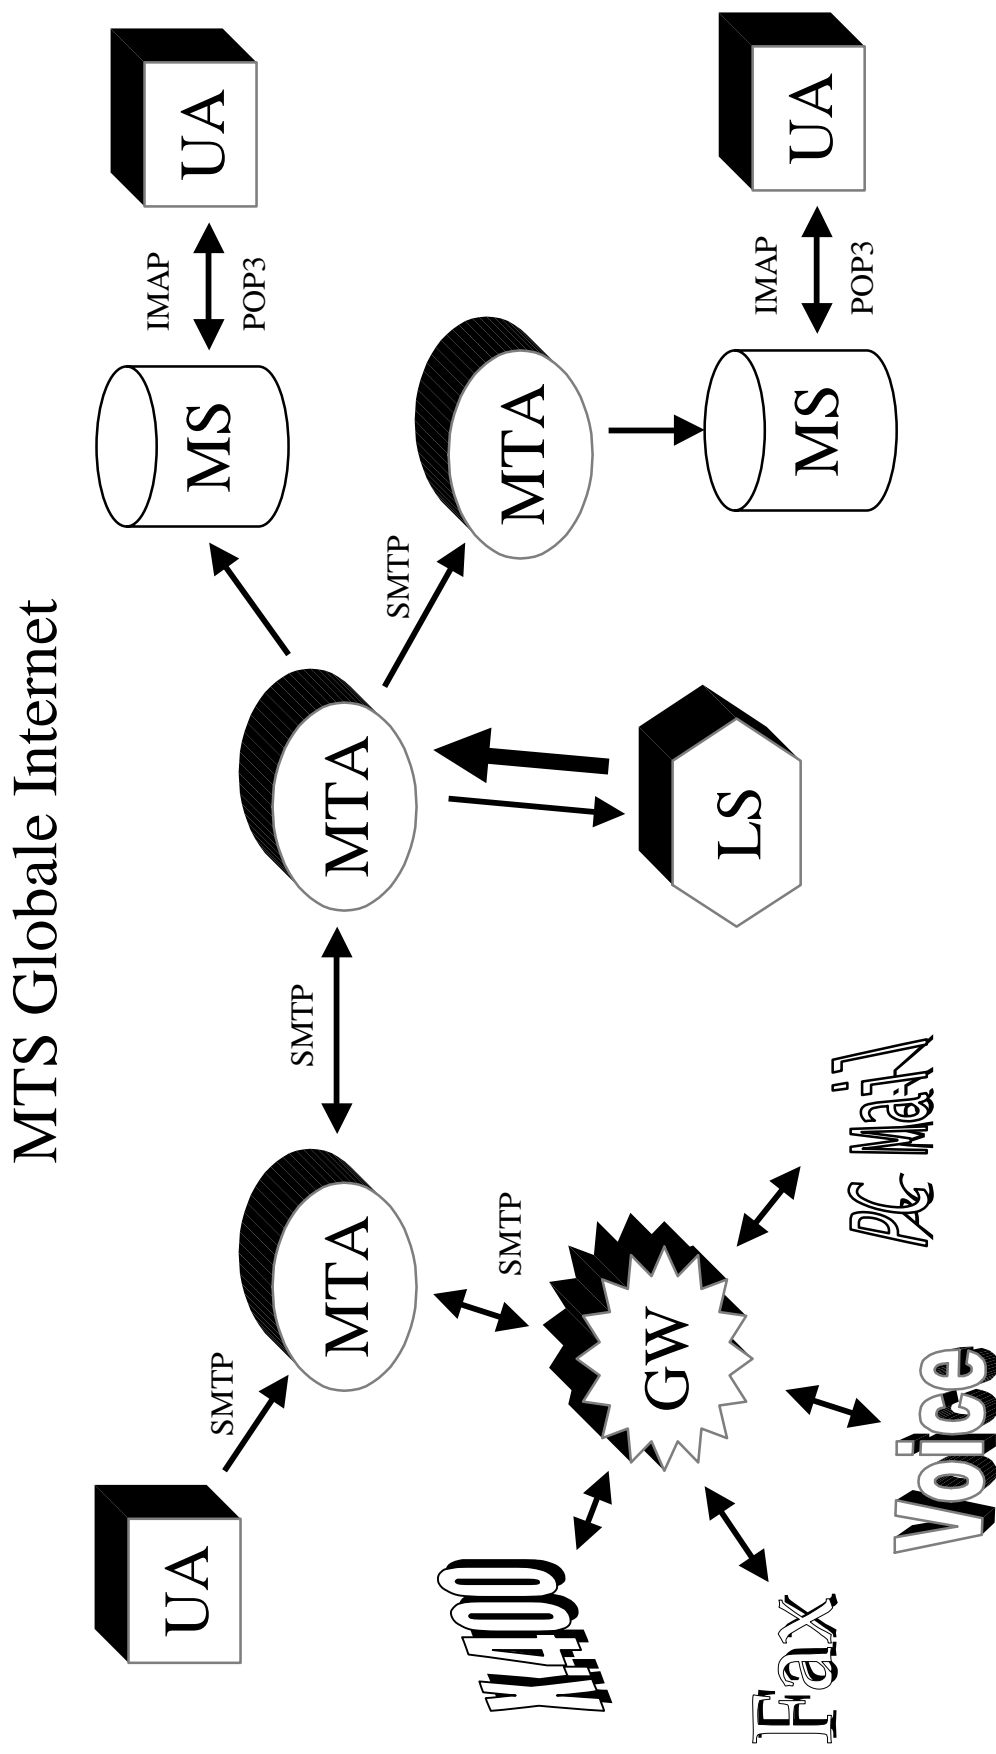 MTS Globale Internet
UA
SMTP
MTA
SMTP
MTA
MS
IMAP
POP3
UA
SMTP
MTA
SMTP
GW
X.400
Fax
Voice
PC Mail
LS
MS
IMAP
POP3
UA